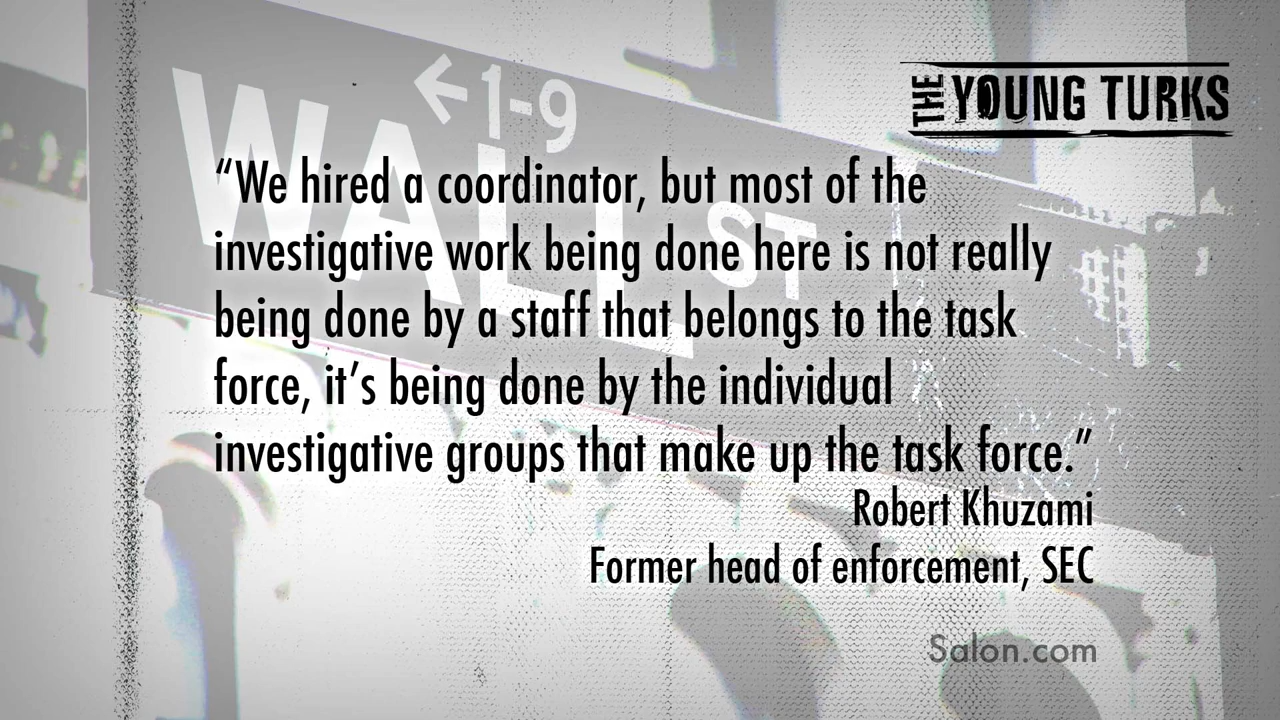 ← 1-9
WALL ST
THE YOUNG TURKS
“We hired a coordinator, but most of the
investigative work being done here is not really
being done by a staff that belongs to the task
force, it’s being done by the individual
investigative groups that make up the task force.”
Robert Khuzami
Former head of enforcement, SEC
Salon.com